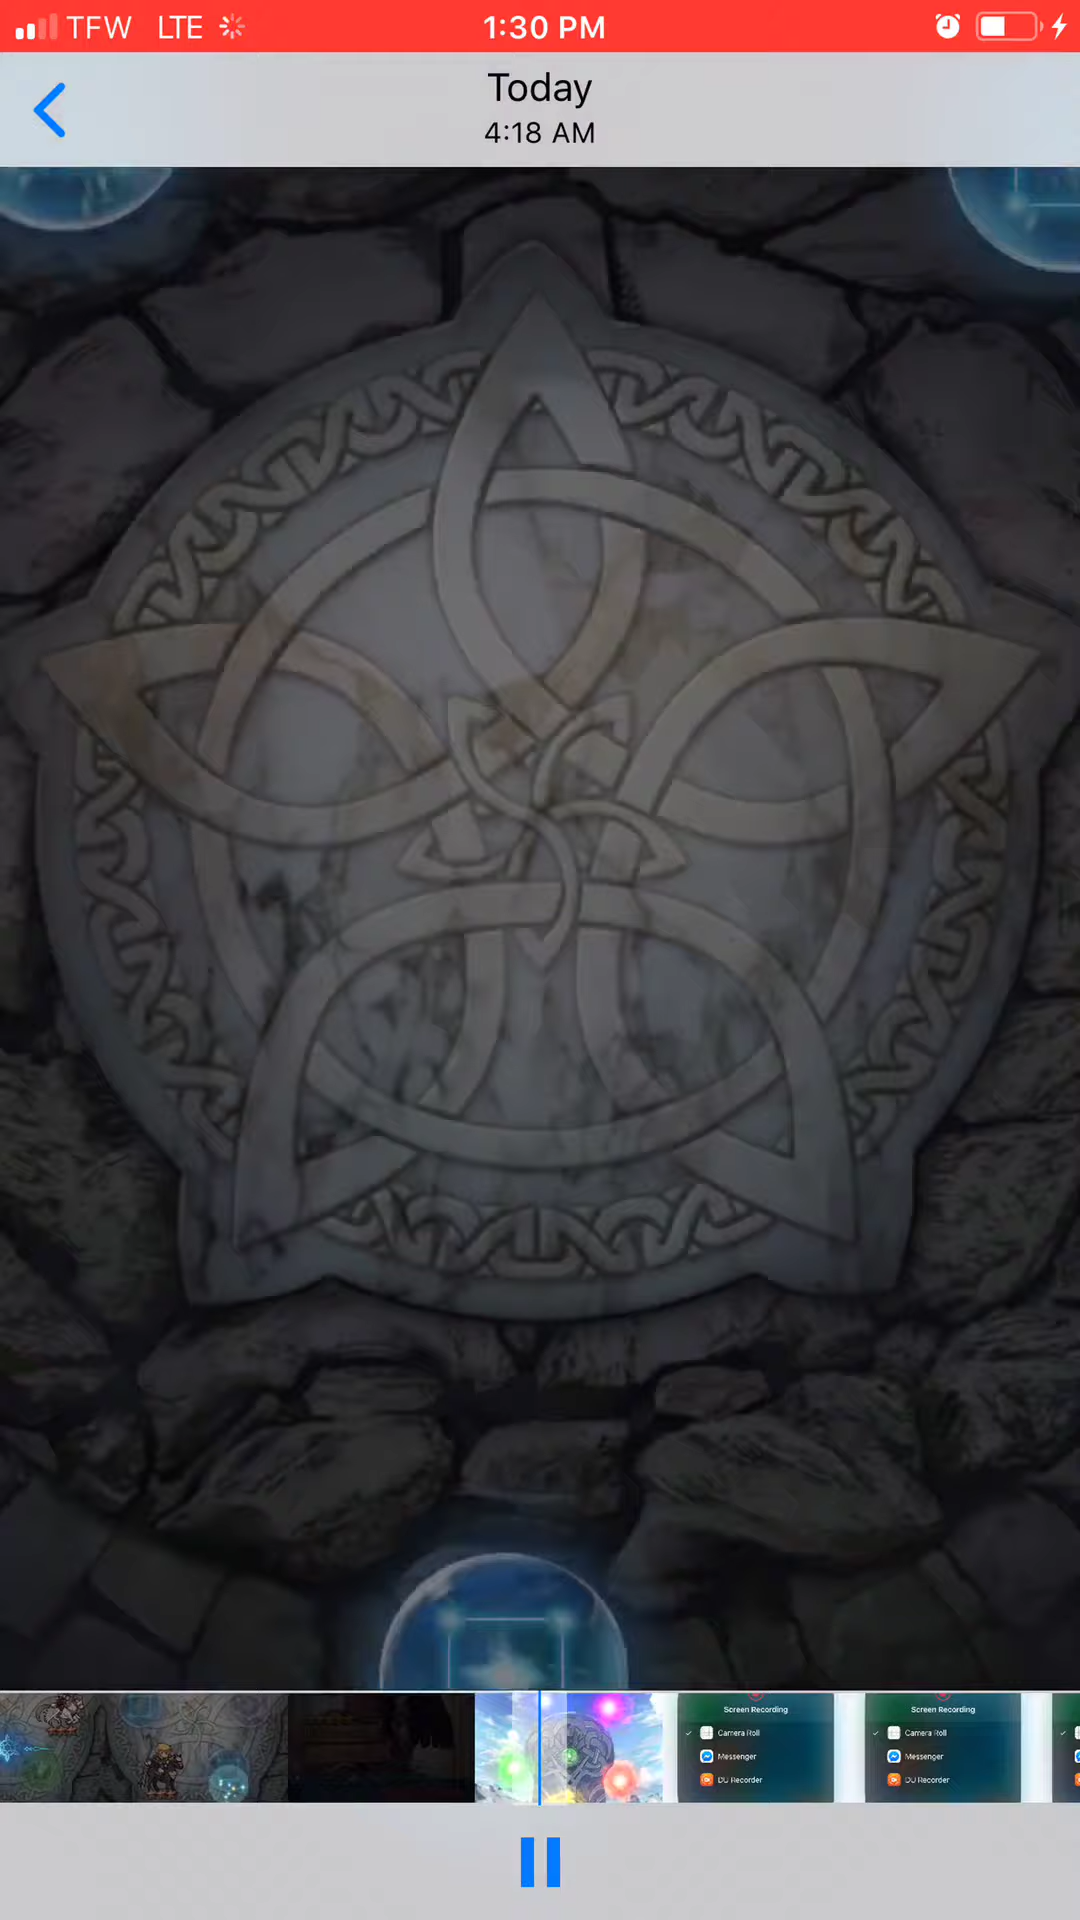 TFW LTE 1:30 PM
Today
4:18 AM
Screen Recording
Camera Roll
Messenger
DU Recorder
Screen Recording
Camera Roll
Messenger
DU Recorder